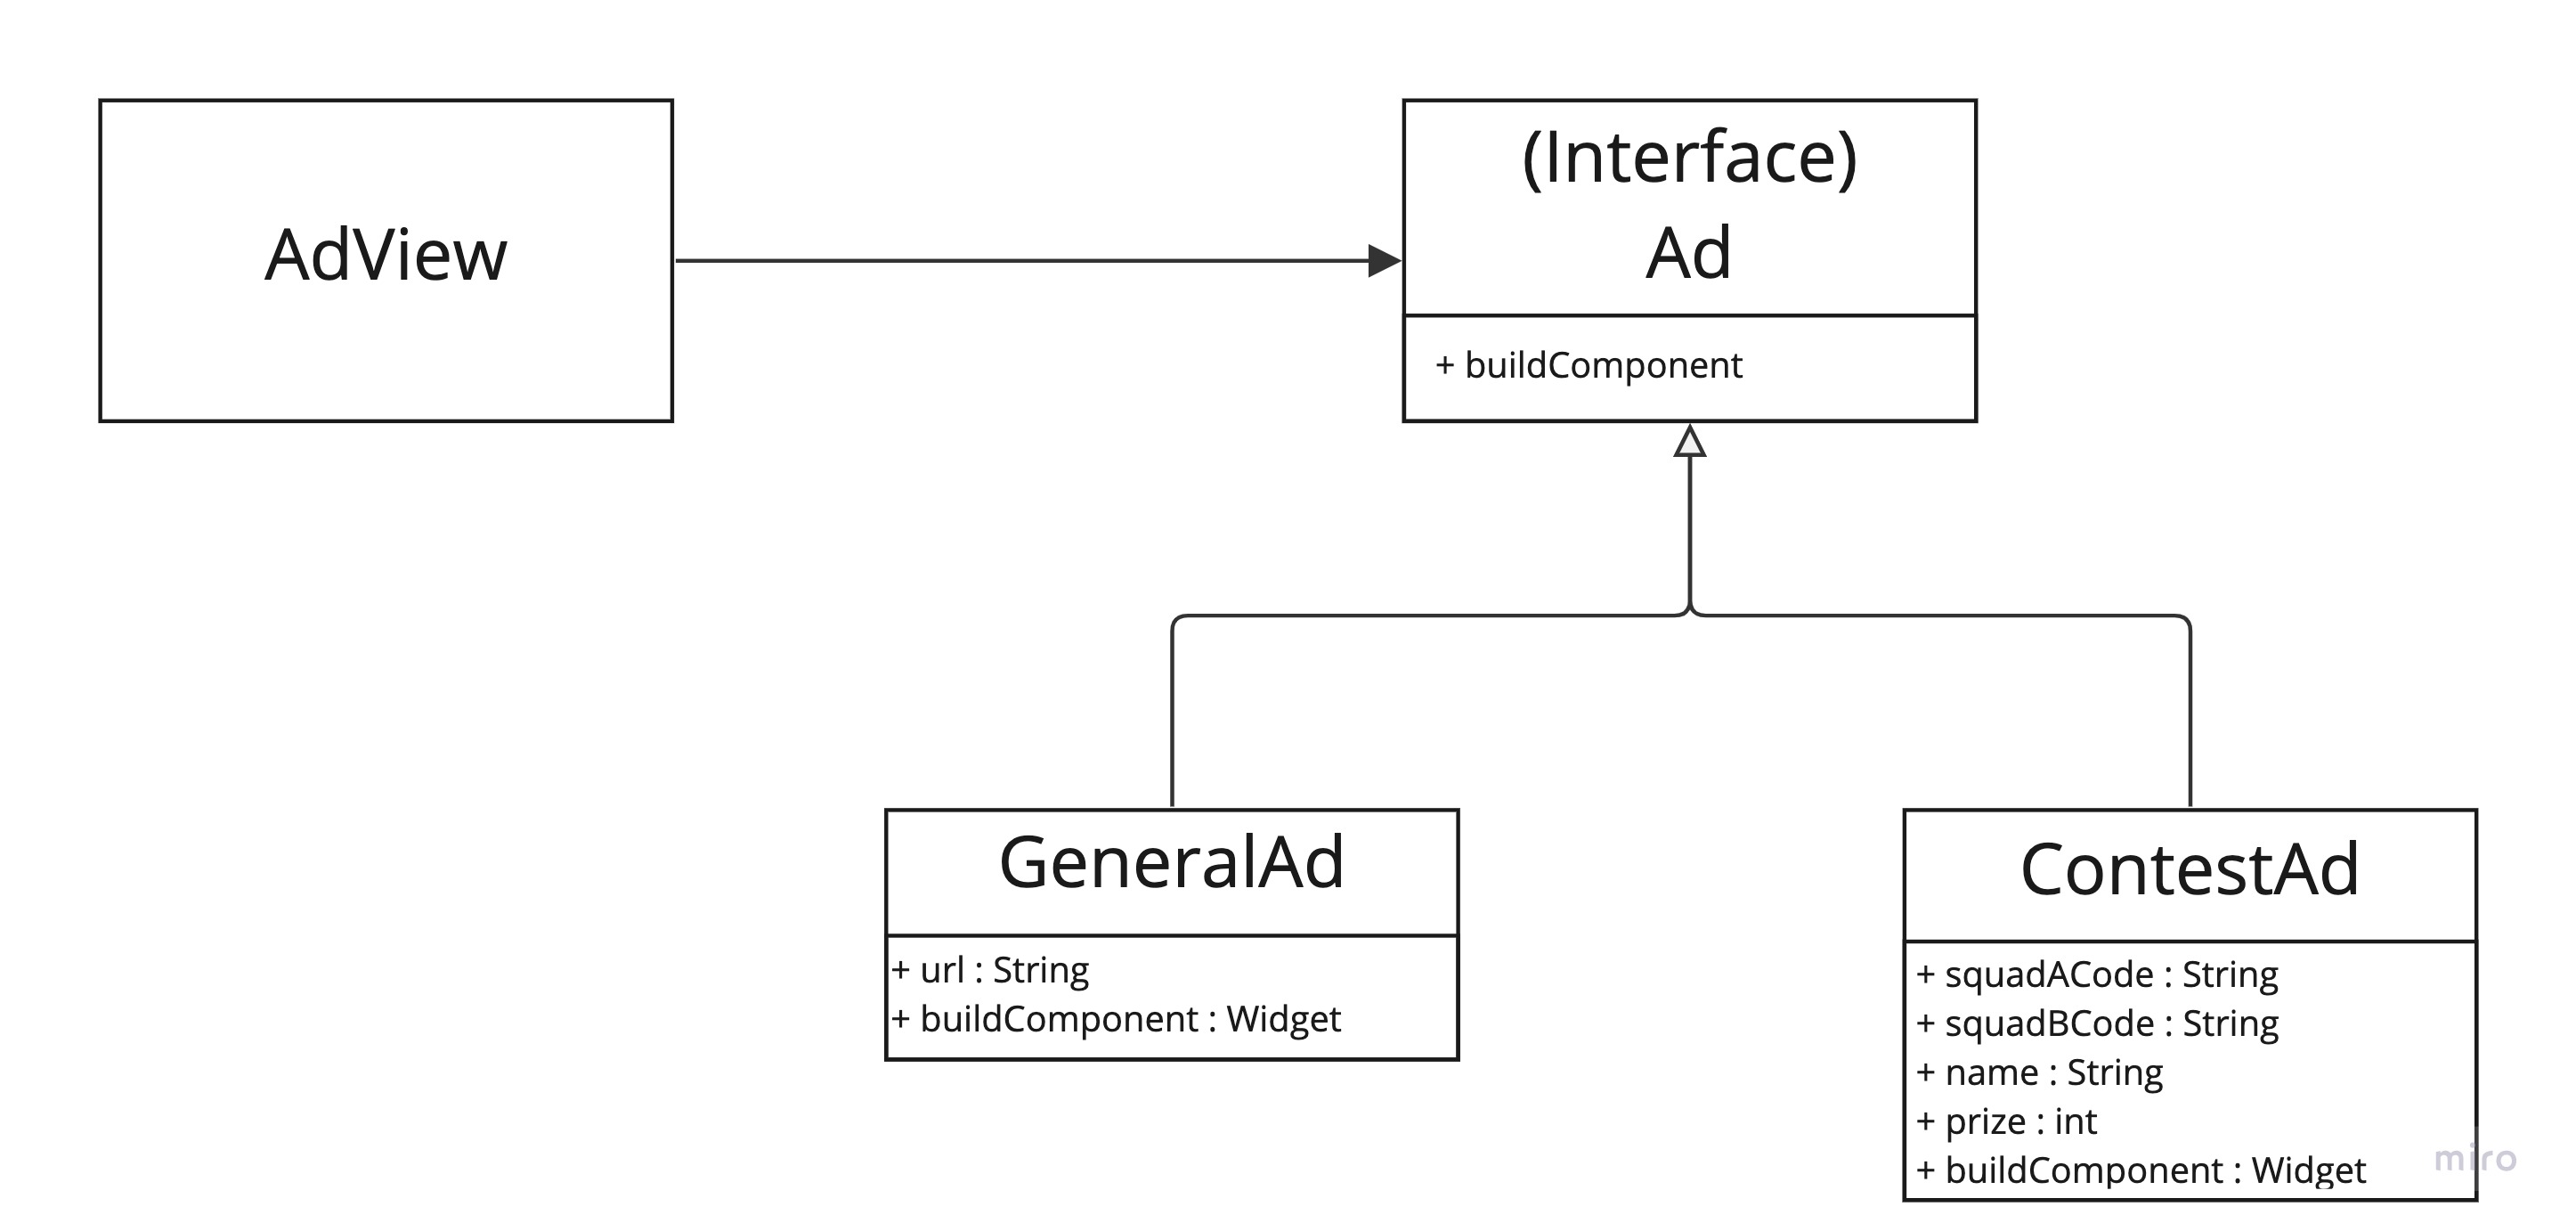 AdView
(Interface)
Ad
+ buildComponent
GeneralAd
+ url : String
+ buildComponent : Widget
ContestAd
+ squadACode : String
+ squadBCode : String
+ name : String
+ prize : int
+ buildComponent : Widget
miro